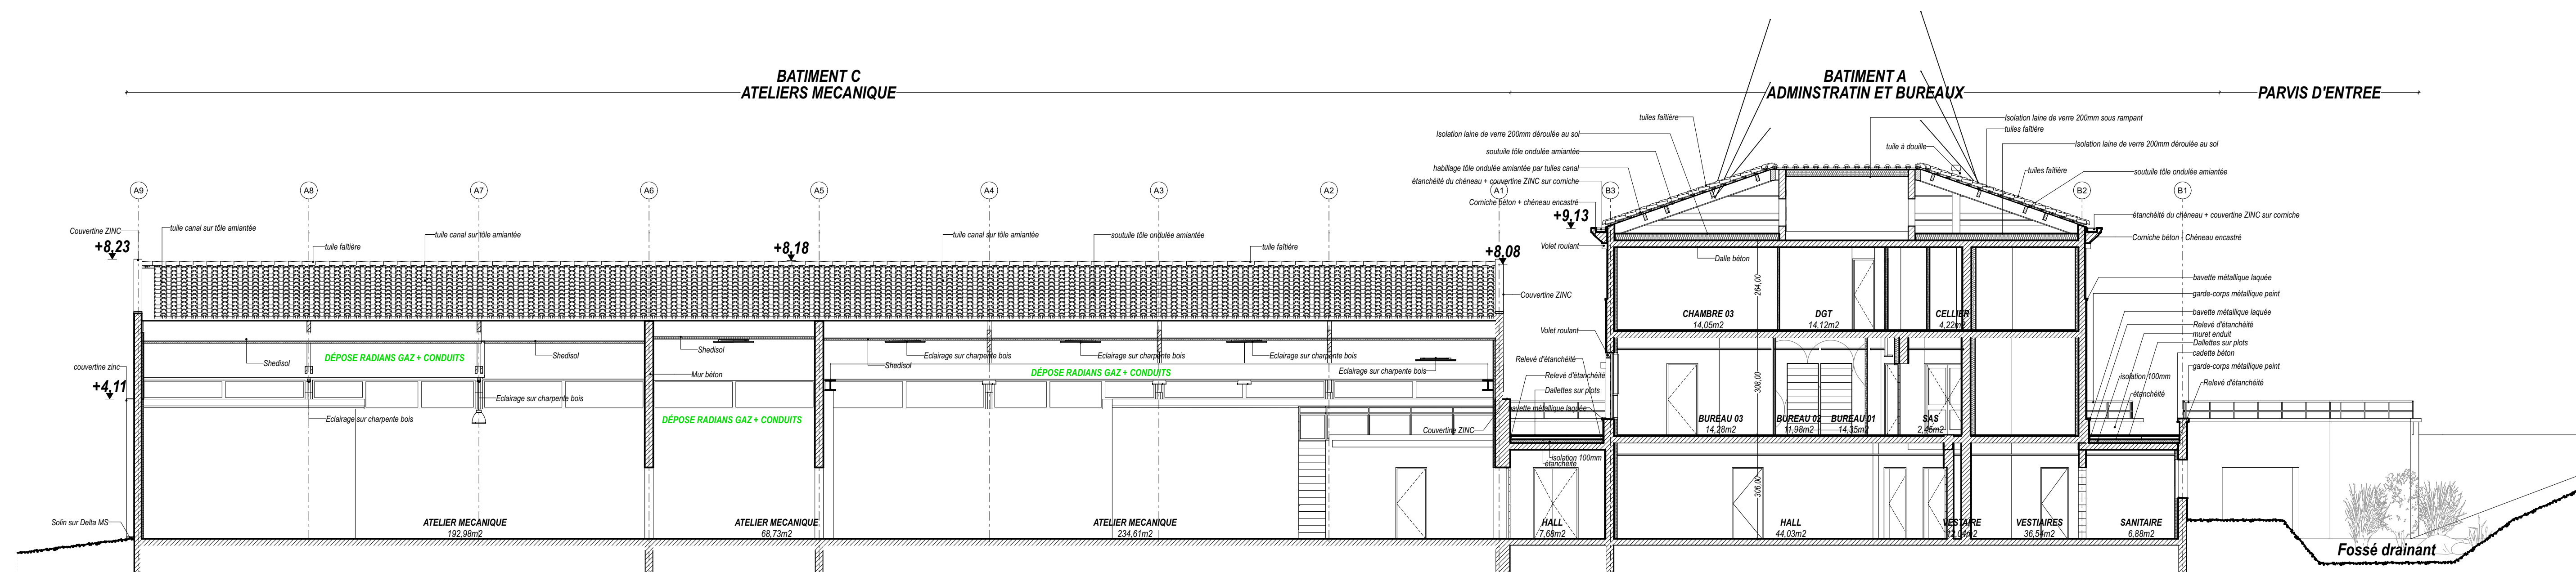 BATIMENT C
ATELIERS MECANIQUE
BATIMENT A
ADMINSTRATIN ET BUREAUX
PARVIS D'ENTREE
tuiles faîtière
Isolation laine de verre 200mm sous rampant
tuiles faîtière
Isolation laine de verre 200mm déroulée au sol
tuile à douille
Isolation laine de verre 200mm déroulée au sol
soutuile tôle ondulée amiantée
habillage tôle ondulée amiantée par tuiles canal
tuiles faîtière
soutuile tôle ondulée amiantée
étanchéité du chéneau + couvertine ZINC sur corniche
Corniche béton + chéneau encastré
+9,13
étanchéité du chéneau + couvertine ZINC sur corniche
Corniche béton - Chéneau encastré
A9
A8
A7
A6
A5
A4
A3
A2
A1
B3
B2
B1
Couvertine ZINC
+8,23
tuile canal sur tôle amiantée
tuile faîtière
tuile canal sur tôle amiantée
+8,18
tuile canal sur tôle amiantée
soutuile tôle ondulée amiantée
tuile faîtière
+8,08
Volet roulant
Dalle béton
264,00
Couvertine ZINC
bavette métallique laquée
garde-corps métallique peint
bavette métallique laquée
Relevé d'étanchéité
muret enduit
Dallettes sur plots
cadette béton
garde-corps métallique peint
isolation 100mm
Relevé d'étanchéité
étanchéité
CHAMBRE 03
14,05m2
DGT
14,12m2
CELLIER
4,22m2
Volet roulant
Shedisol
DÉPOSE RADIANS GAZ + CONDUITS
Shedisol
Shedisol
Mur béton
Shedisol
Eclairage sur charpente bois
Eclairage sur charpente bois
Eclairage sur charpente bois
Eclairage sur charpente bois
DÉPOSE RADIANS GAZ + CONDUITS
Relevé d'étanchéité
Relevé d'étanchéité
Dallettes sur plots
bavette métallique laquée
Couvertine ZINC
couvertine zinc
+4,11
Eclairage sur charpente bois
Eclairage sur charpente bois
DÉPOSE RADIANS GAZ + CONDUITS
308,00
BUREAU 03
14,28m2
BUREAU 02
11,98m2
BUREAU 01
14,35m2
SAS
2,46m2
isolation 100mm
étanchéité
306,00
Solin sur Delta MS
ATELIER MECANIQUE
192,98m2
ATELIER MECANIQUE
68,73m2
ATELIER MECANIQUE
234,61m2
HALL
7,68m2
HALL
44,03m2
VESTAIRE
12,04m2
VESTIAIRES
36,54m2
SANITAIRE
6,88m2
Fossé drainant